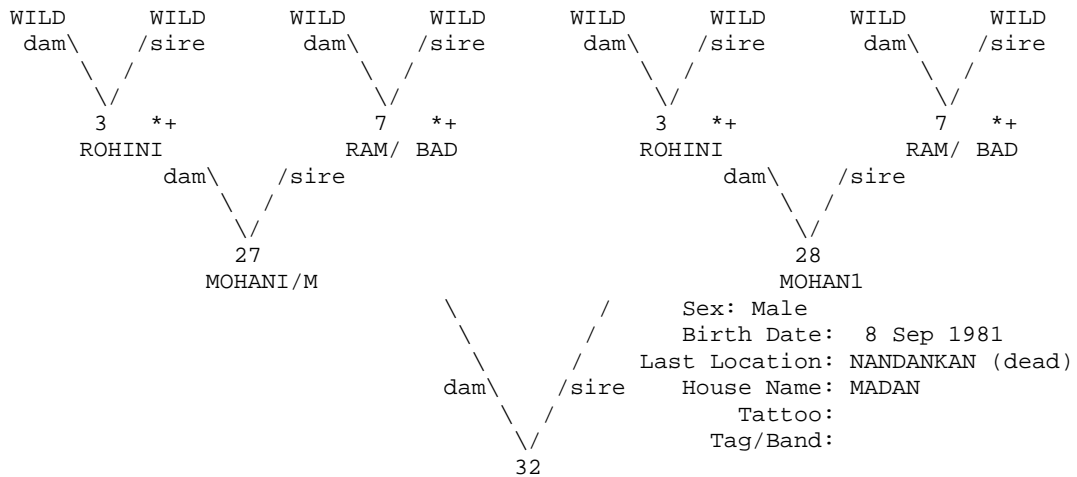 WILD WILD WILD WILD WILD WILD WILD WILD
dam\ /sire dam\ /sire dam\ /sire dam\ /sire
\ / \ / \ / \ /
\ / \ / \ / \ /
\/ \/ \/ \/
3 *+ 7 *+ 3 *+ 7 *+
ROHINI RAM/ BAD ROHINI RAM/ BAD
dam\ /sire dam\ /sire
\ / \ /
\/ \/
27 28
MOHANI/M MOHAN1
\ / Sex: Male
\ / Birth Date: 8 Sep 1981
\ / Last Location: NANDANKAN (dead)
dam\ /sire House Name: MADAN
\ / Tattoo:
\/ Tag/Band:
32